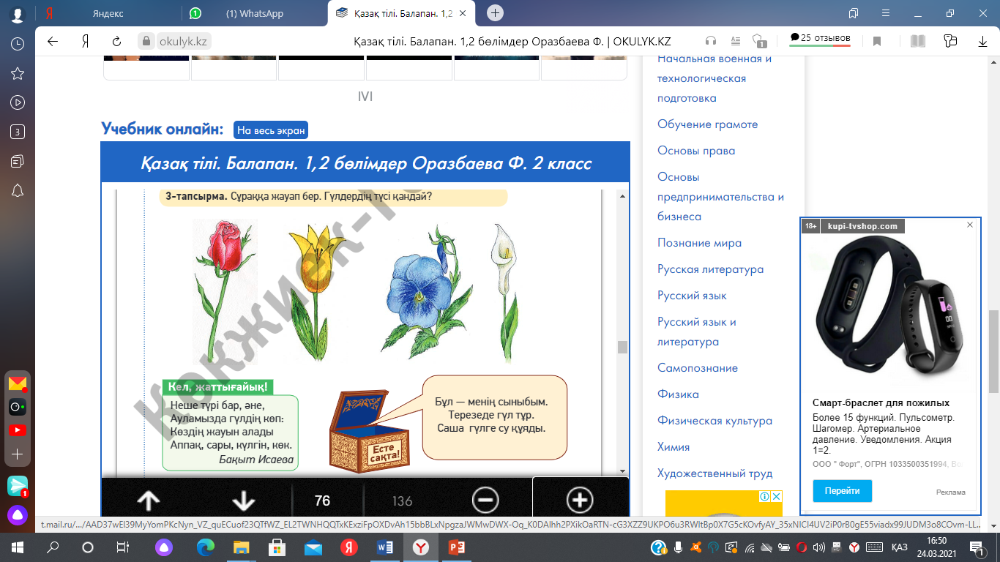 Яндекс
(1) WhatsApp
Қазақ тілі. Балапан. 1,2
okulyk.kz
Қазақ тілі. Балапан. 1,2 бөлімдер Оразбаева Ф. | OKULYK.KZ
25 отзывов
1
3
IVI
Учебник онлайн:
На весь экран
Қазақ тілі. Балапан. 1,2 бөлімдер Оразбаева Ф. 2 класс
3-тапсырма. Сұраққа жауап бер. Гүлдердің түсі қандай?
Кел, жаттығайық!
Неше түрі бар, әне,
Ауламызда гүлдің көп:
Көздің жауын алады
Аппақ, сары, күлгін, көк.
Бақыт Исаева
Есте
сақта!
Бұл — менің сыныбым.
Терезеде гүл тұр.
Саша гүлге су құяды.
76
136
Начальная военная и
технологическая
подготовка
Обучение грамоте
Основы права
Основы
предпринимательства и
бизнеса
Познание мира
Русская литература
Русский язык
Русский язык и
литература
Самопознание
Физика
Физическая культура
Химия
Художественный труд
18+ kupi-tvshop.com
Смарт-браслет для пожилых
Более 15 функций. Пульсометр.
Шагомер. Артериальное
давление. Уведомления. Акция
1=2.
ООО " Форт", ОГРН 1033500351994,
Перейти
Реклама
1
ҚАЗ
16:50
24.03.2021
1